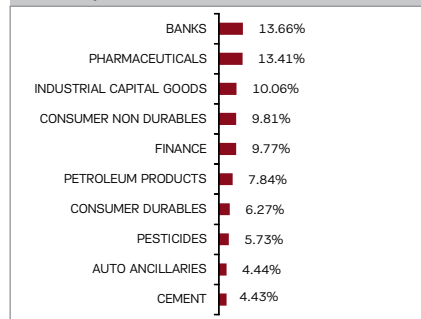 BANKS 13.66%
PHARMACEUTICALS 13.41%
INDUSTRIAL CAPITAL GOODS 10.06%
CONSUMER NON DURABLES 9.81%
FINANCE 9.77%
PETROLEUM PRODUCTS 7.84%
CONSUMER DURABLES 6.27%
PESTICIDES 5.73%
AUTO ANCILLARIES 4.44%
CEMENT 4.43%